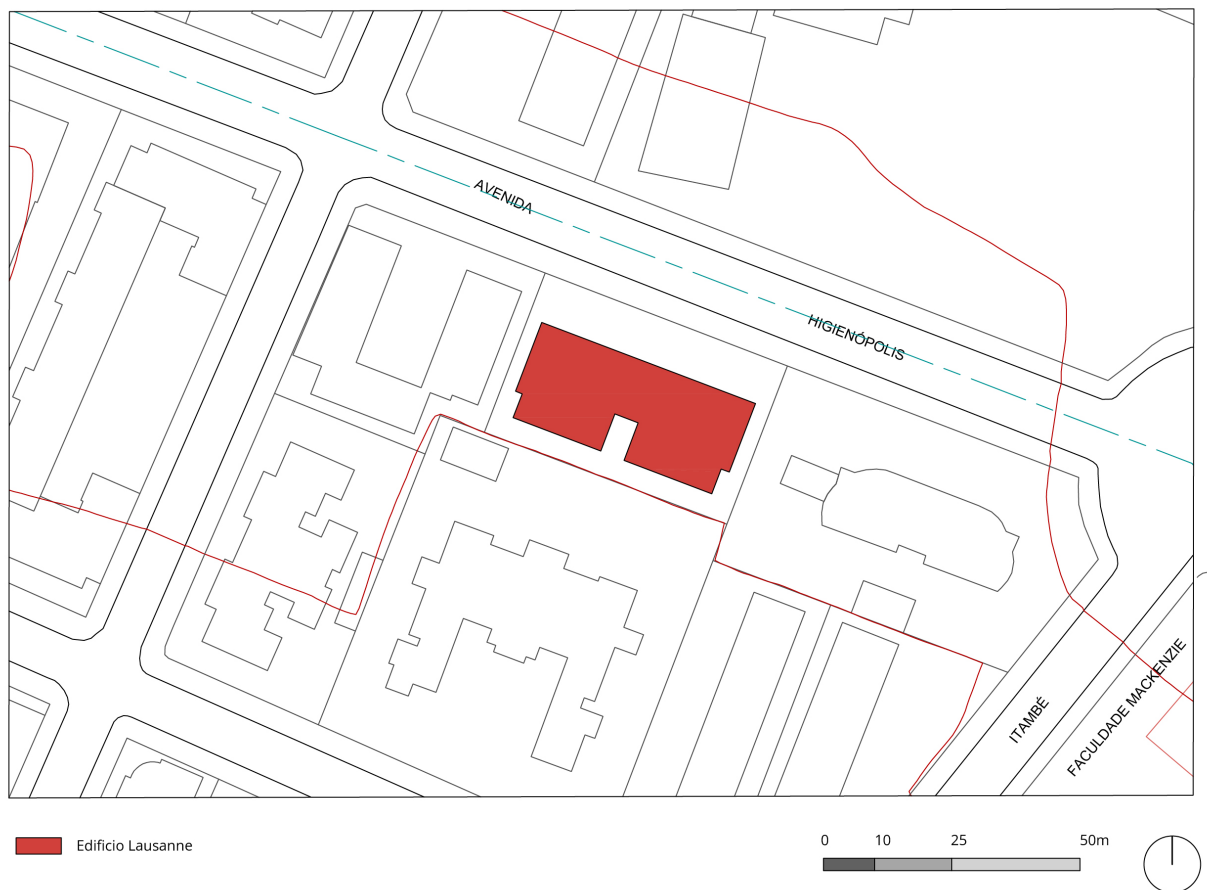 AVENIDA
HIGIENÓPOLIS
ITAMBÉ
FACULDADE MACKENZIE
Edificio Lausanne
0 10 25 50m